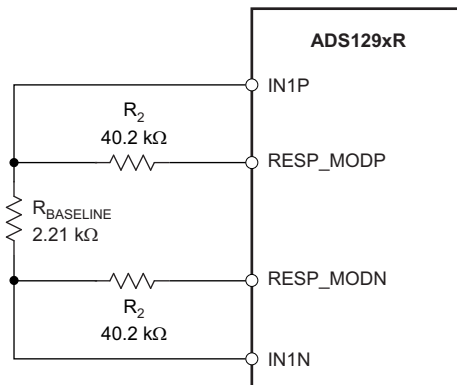 ADS129xR
IN1P
R2
40.2 kΩ
RESP_MODP
RBASELINE
2.21 kΩ
RESP_MODN
R2
40.2 kΩ
IN1N